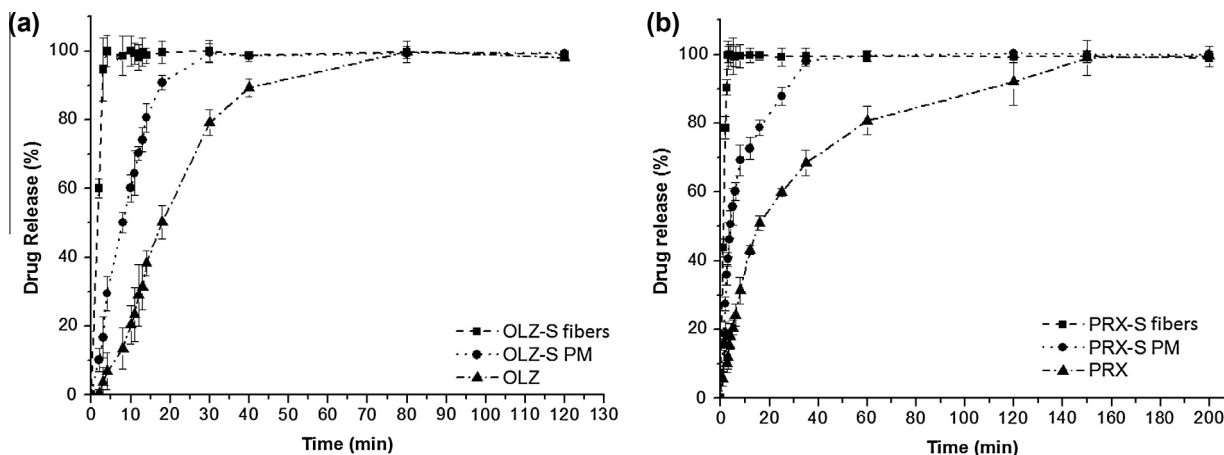 (a)
100
80
60
40
20
0
Drug Release (%)
OLZ-S fibers
OLZ-S PM
OLZ
0 10 20 30 40 50 60 70 80 90 100 110 120 130
Time (min)
(b)
100
80
60
40
20
0
Drug release (%)
PRX-S fibers
PRX-S PM
PRX
0 20 40 60 80 100 120 140 160 180 200
Time (min)